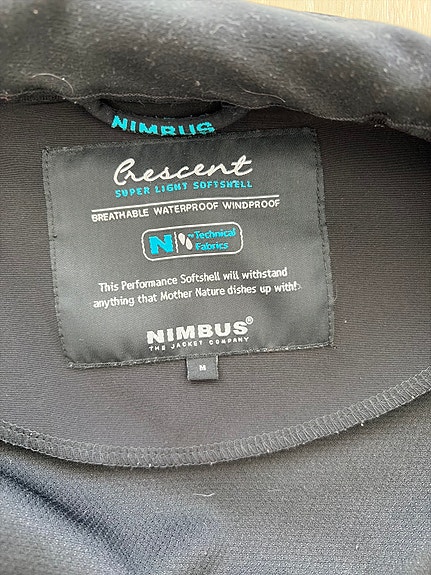 NIMBUS
Crescent
SUPER LIGHT SOFTSHELL
BREATHABLE WATERPROOF WINDPROOF
N Technical
Fabrics
This Performance Softshell will withstand
anything that Mother Nature dishes up with!
NIMBUS®
THE JACKET COMPANY
M